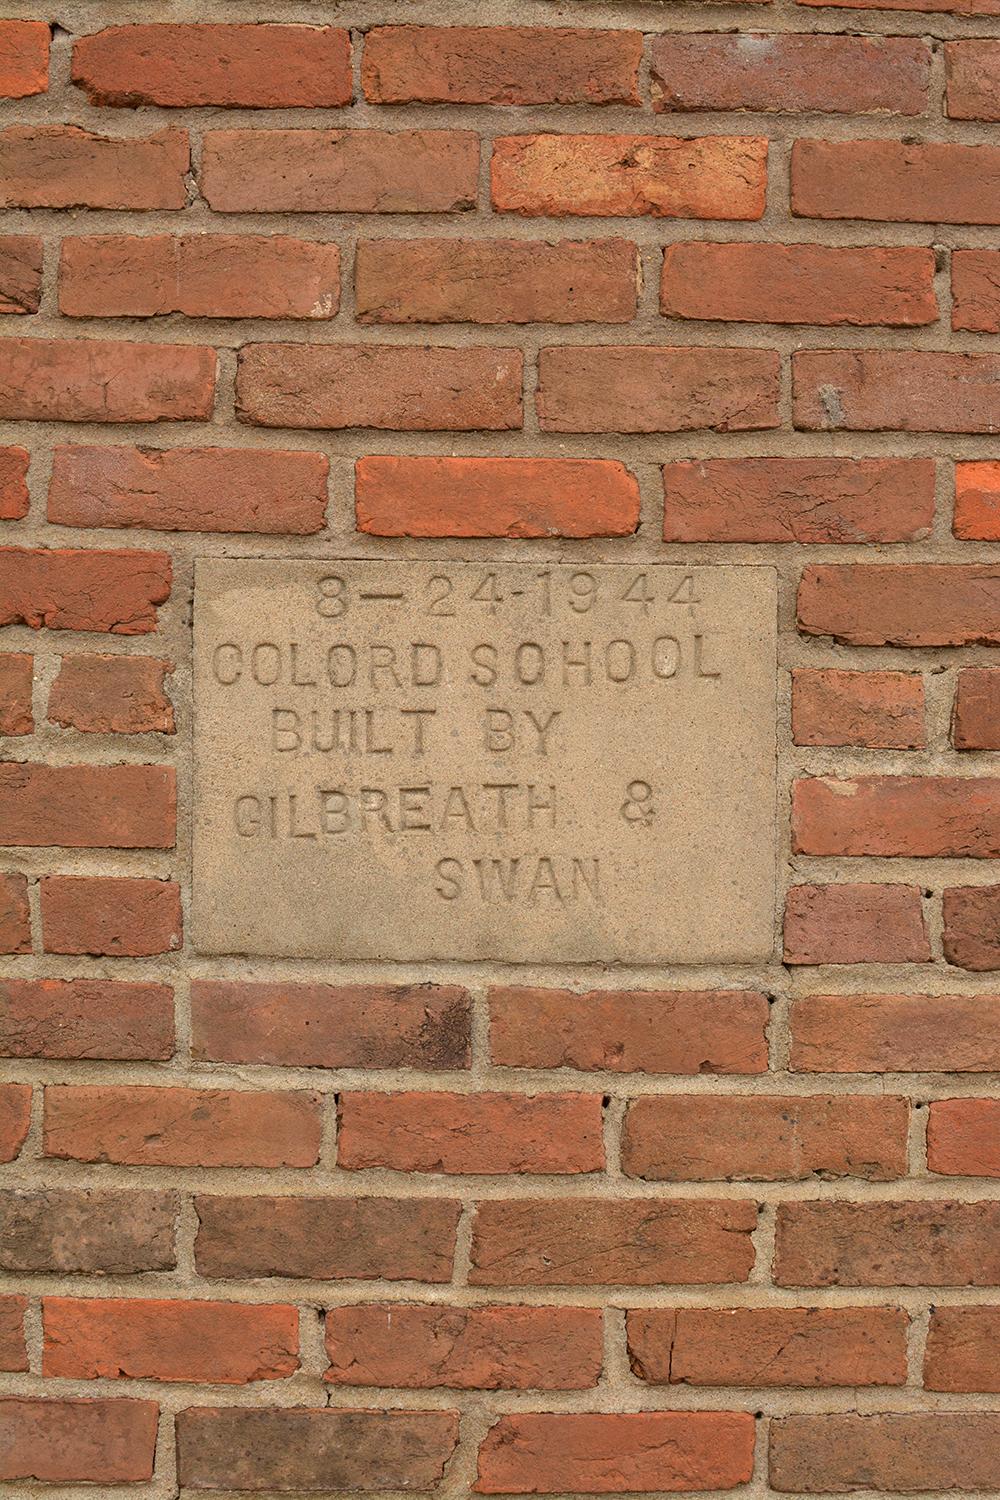 8—24-1944
COLORD SCHOOL
BUILT BY
GILBREATH &
SWAN